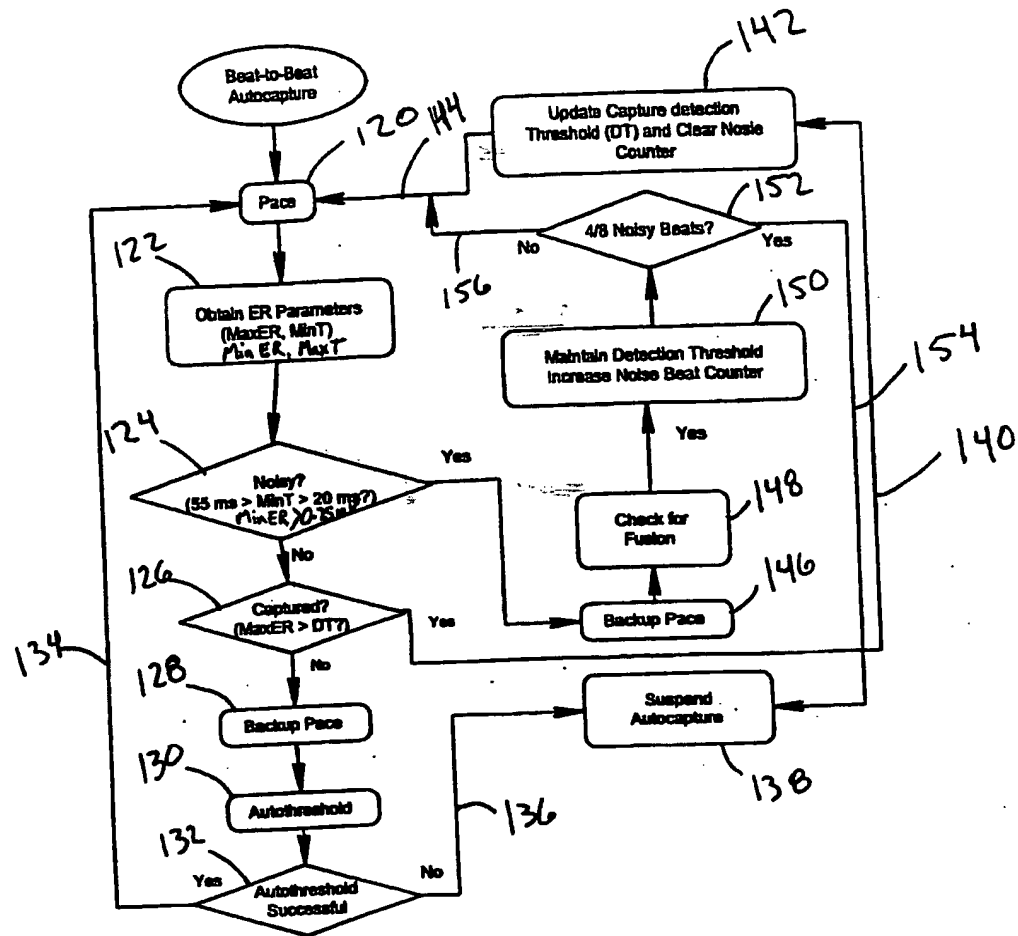 142
Beat-to-Beat
Autocapture
Update Capture detection
Threshold (DT) and Clear Nosie
Counter
120
144
Pace
152
4/8 Noisy Beats?
No
Yes
122
156
150
Obtain ER Parameters
(MaxER, MinT)
Min ER, MaxT
Maintain Detection Threshold
Increase Noise Beat Counter
154
124
Yes
Yes
140
Noisy?
(55 ms > MinT > 20 ms?)
MinER>0.25mV?
148
Check for
Fusion
No
126
146
Captured?
(MaxER > DT?)
Yes
Backup Pace
134
No
128
Suspend
Autocapture
Backup Pace
130
138
Autothreshold
136
132
Yes
No
Autothreshold
Successful